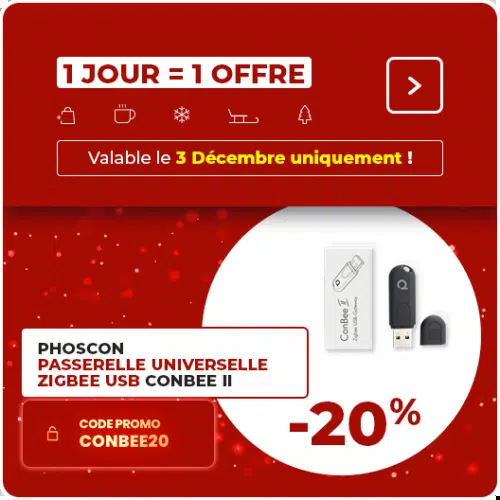 1 JOUR = 1 OFFRE
Valable le 3 Décembre uniquement !
ConBee II
Zigbee USB Gateway
PHOSCON
PASSERELLE UNIVERSELLE
ZIGBEE USB CONBEE II
-20%
CODE PROMO
CONBEE20